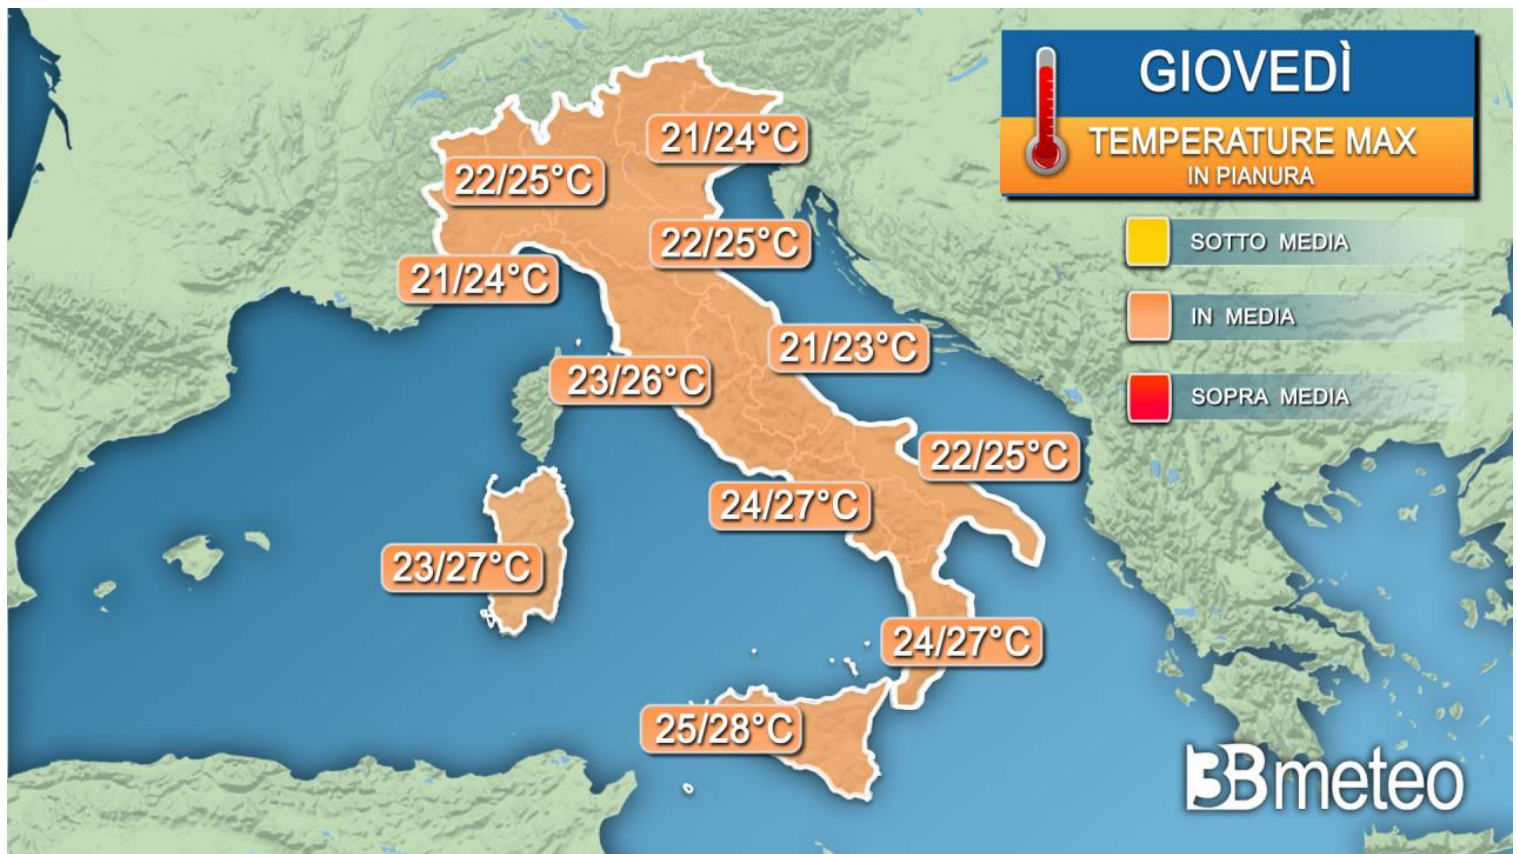 GIOVEDÌ
TEMPERATURE MAX
IN PIANURA
21/24°C
22/25°C
22/25°C
21/24°C
21/23°C
23/26°C
22/25°C
24/27°C
23/27°C
24/27°C
25/28°C
SOTTO MEDIA
IN MEDIA
SOPRA MEDIA
3Bmeteo